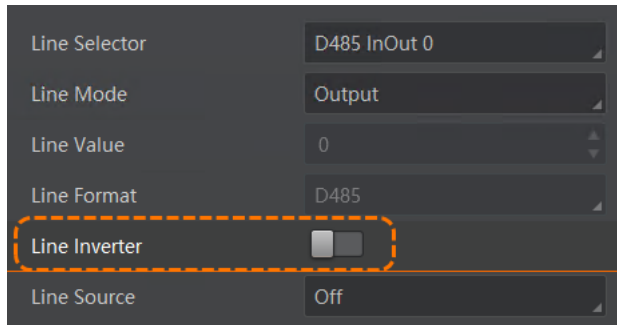 Line Selector D485 InOut 0
Line Mode Output
Line Value 0
Line Format D485
Line Inverter
Line Source Off